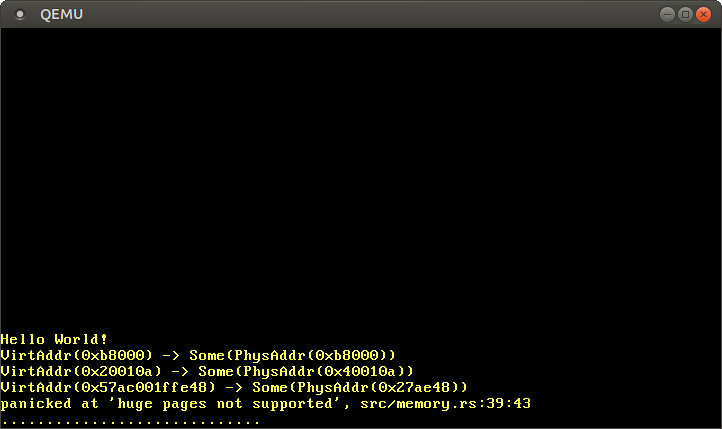 QEMU
Hello World!
VirtAddr(0xb8000) -> Some(PhysAddr(0xb8000))
VirtAddr(0x20010a) -> Some(PhysAddr(0x40010a))
VirtAddr(0x57ac001ffe48) -> Some(PhysAddr(0x27ae48))
panicked at 'huge pages not supported', src/memory.rs:39:43
.............................